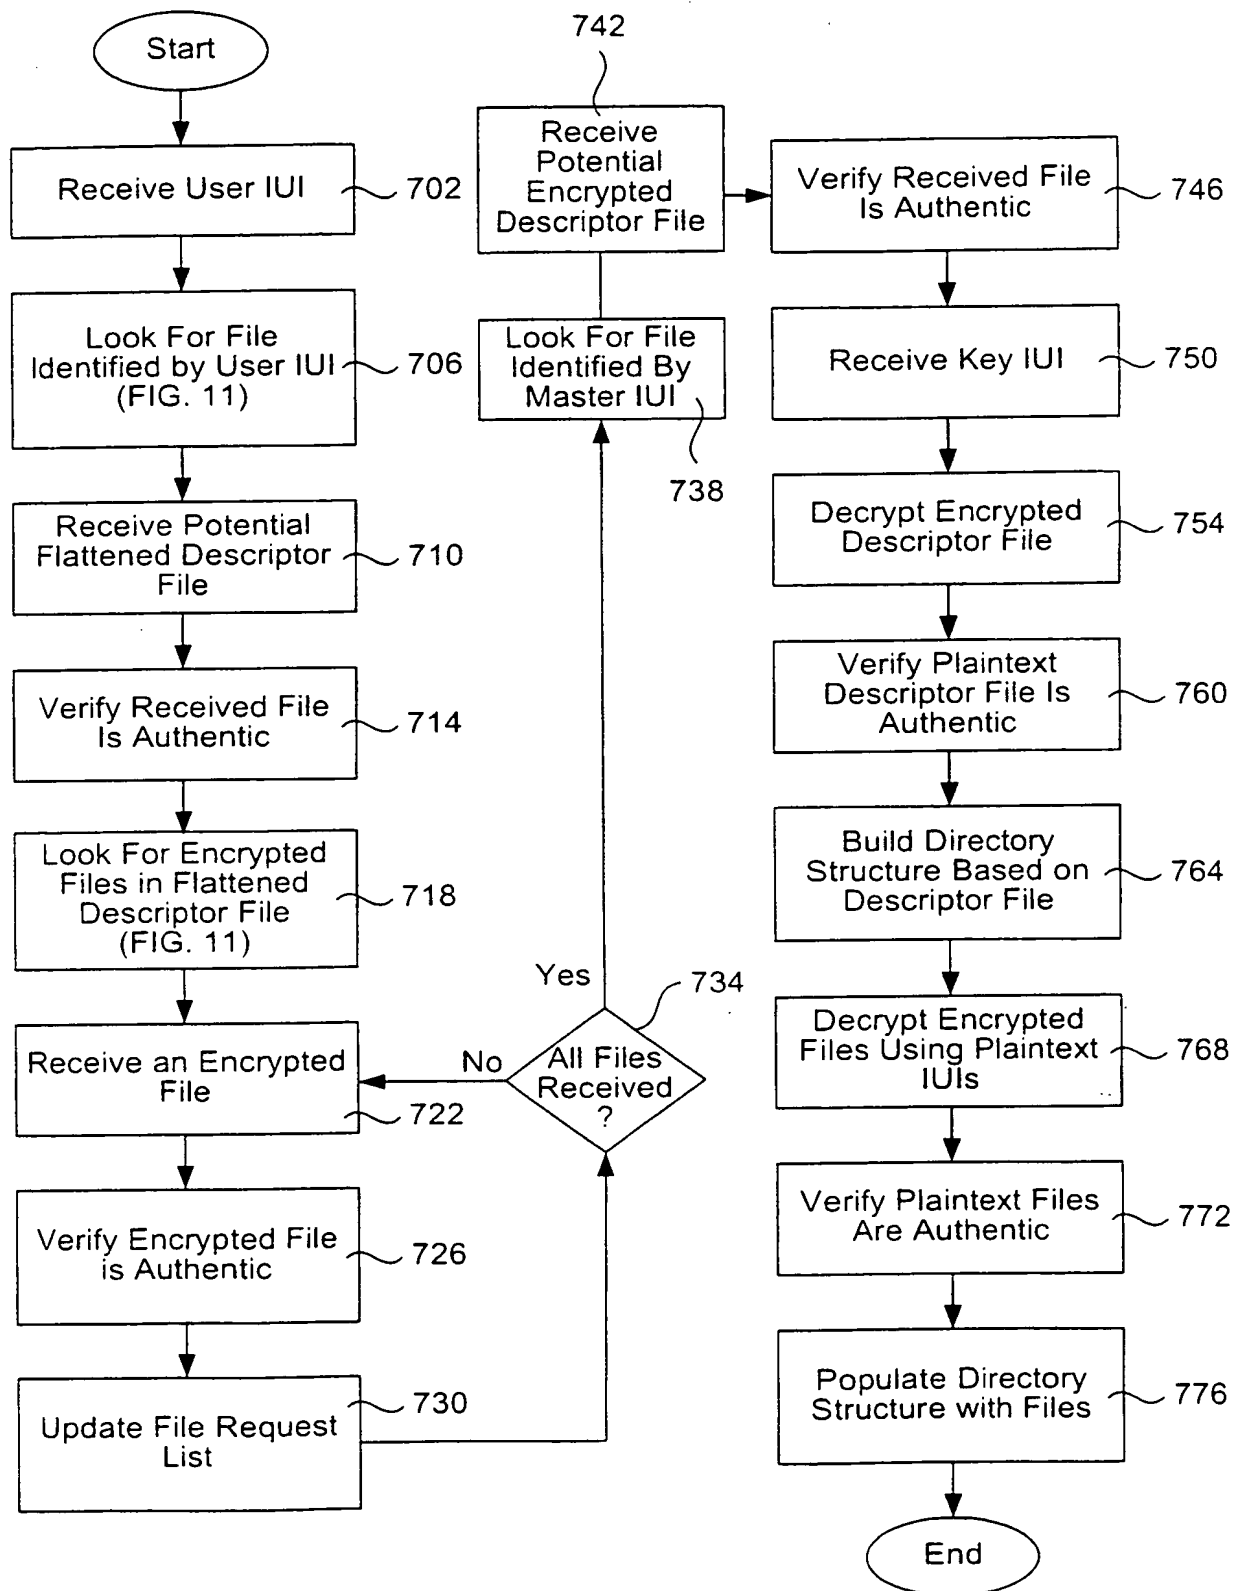 Start
Receive User IUI
702
Look For File
Identified by User IUI
(FIG. 11)
706
Receive Potential
Flattened Descriptor
File
710
Verify Received File
Is Authentic
714
Look For Encrypted
Files in Flattened
Descriptor File
(FIG. 11)
718
Receive an Encrypted
File
722
Verify Encrypted File
is Authentic
726
Update File Request
List
730
All Files
Received
?
734
No
Yes
Look For File
Identified By
Master IUI
738
742
Receive
Potential
Encrypted
Descriptor File
Verify Received File
Is Authentic
746
Receive Key IUI
750
Decrypt Encrypted
Descriptor File
754
Verify Plaintext
Descriptor File Is
Authentic
760
Build Directory
Structure Based on
Descriptor File
764
Decrypt Encrypted
Files Using Plaintext
IUIs
768
Verify Plaintext Files
Are Authentic
772
Populate Directory
Structure with Files
776
End